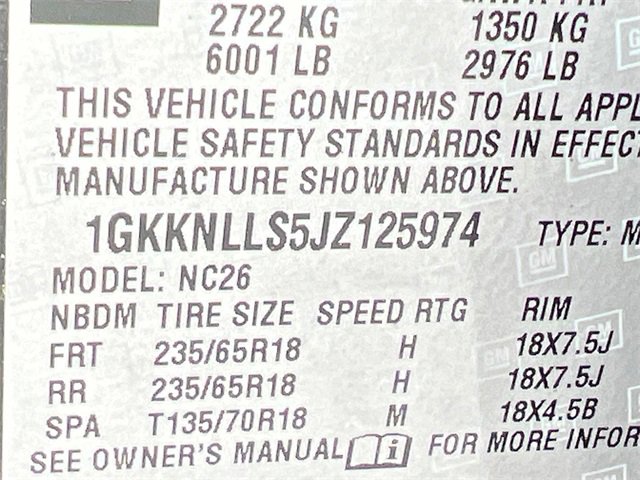 2722 KG 1350 KG
6001 LB 2976 LB
THIS VEHICLE CONFORMS TO ALL APPL
VEHICLE SAFETY STANDARDS IN EFFECT
MANUFACTURE SHOWN ABOVE.
1GKKNLLS5JZ125974 TYPE: M
MODEL: NC26
NBDM TIRE SIZE SPEED RTG RIM
FRT 235/65R18 H 18X7.5J
RR 235/65R18 H 18X7.5J
SPA T135/70R18 M 18X4.5B
SEE OWNER'S MANUAL i FOR MORE INFOR
GM